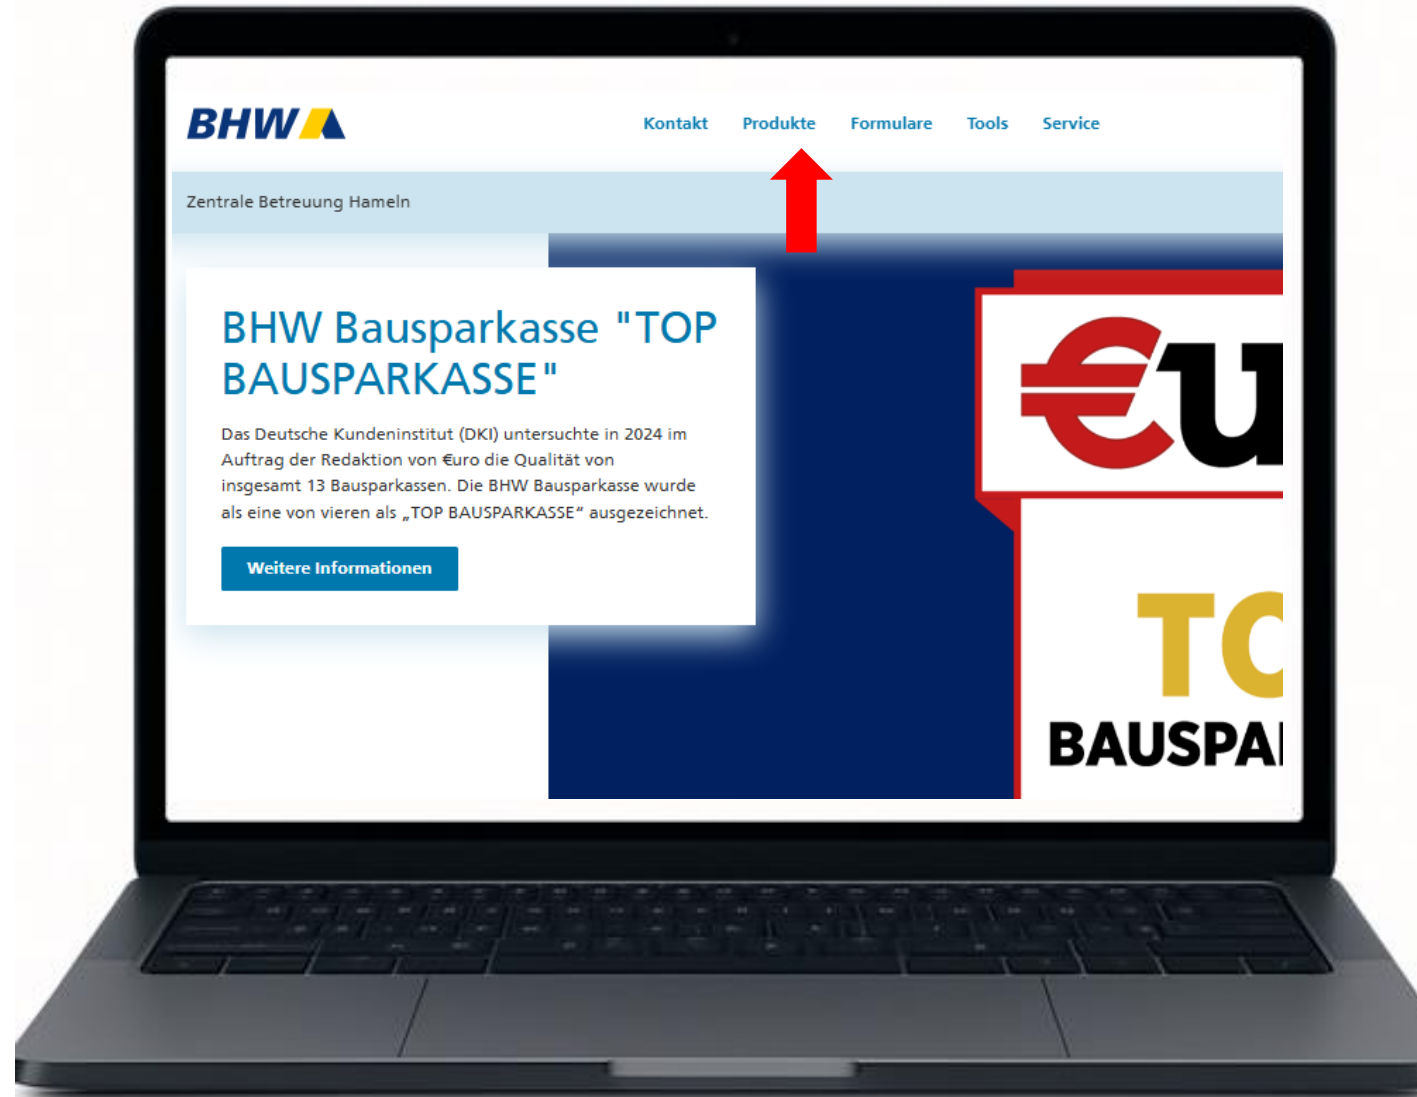 BHW
Kontakt Produkte Formulare Tools Service
Zentrale Betreuung Hameln
BHW Bausparkasse "TOP
BAUSPARKASSE"
Das Deutsche Kundeninstitut (DKI) untersuchte in 2024 im
Auftrag der Redaktion von €uro die Qualität von
insgesamt 13 Bausparkassen. Die BHW Bausparkasse wurde
als eine von vieren als „TOP BAUSPARKASSE“ ausgezeichnet.
Weitere Informationen
€u
TO
BAUSPA